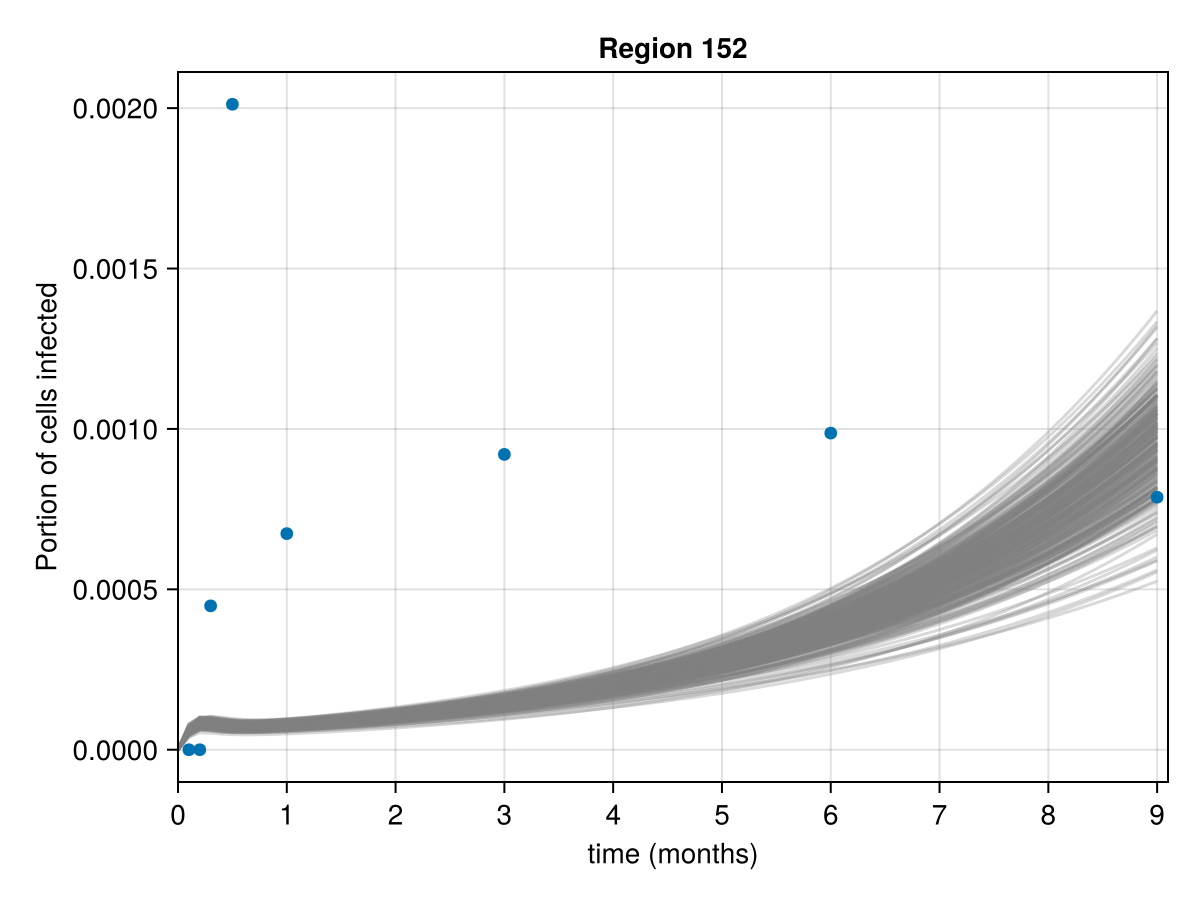 Region 152
Portion of cells infected
0.0020
0.0015
0.0010
0.0005
0.0000
0 1 2 3 4 5 6 7 8 9
time (months)